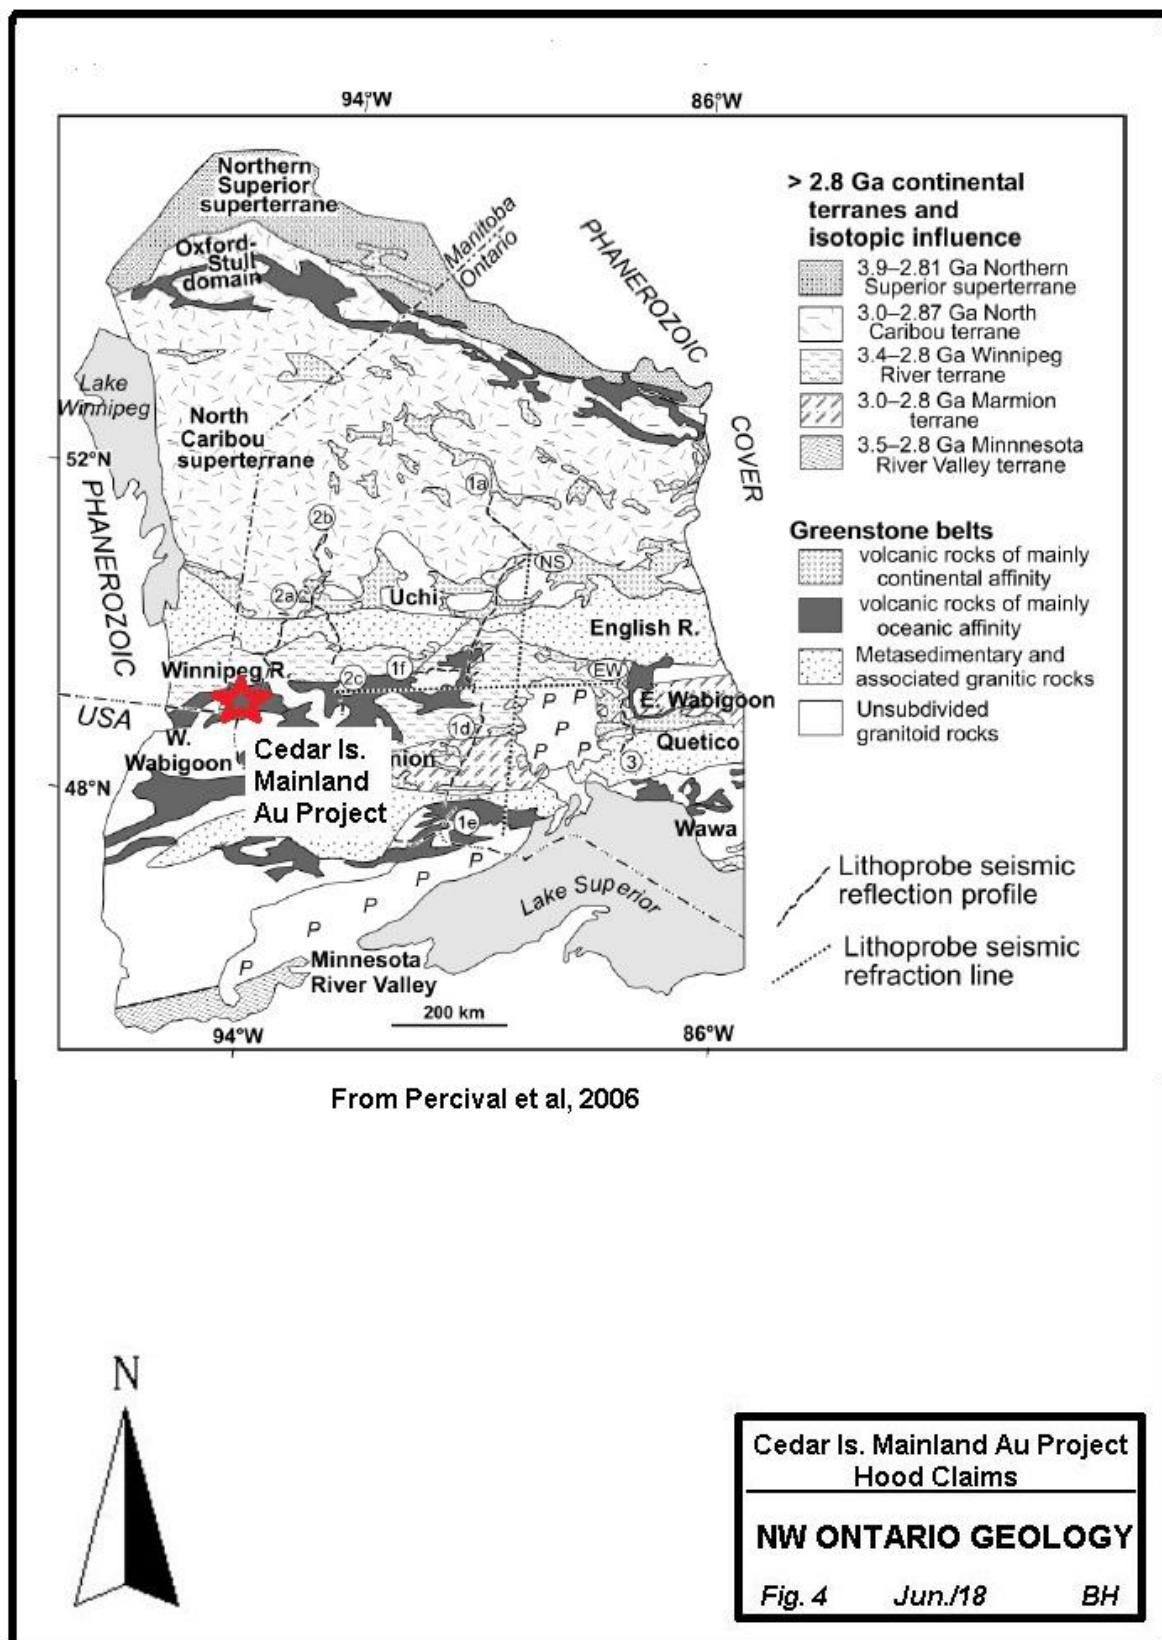 94°W
86°W
Northern
Superior
superterrane
Oxford-
Stull
domain
Manitoba
Ontario
PHANEROZOIC
COVER
Lake
Winnipeg
North
Caribou
superterrane
52°N
PHANEROZOIC
1a
2b
NS
2a
Uchi
English R.
Winnipeg R.
1f
2c
EW
E. Wabigoon
P
P
P
P
P
P
USA
W.
Wabigoon
1d
Quetico
3
nion
Cedar Is.
Mainland
Au Project
48°N
1e
Wawa
P
P
P
P
P
Lake Superior
Minnesota
River Valley
200 km
94°W
86°W
> 2.8 Ga continental
terranes and
isotopic influence
3.9–2.81 Ga Northern
Superior superterrane
3.0–2.87 Ga North
Caribou terrane
3.4–2.8 Ga Winnipeg
River terrane
3.0–2.8 Ga Marmion
terrane
3.5–2.8 Ga Minnnesota
River Valley terrane
Greenstone belts
volcanic rocks of mainly
continental affinity
volcanic rocks of mainly
oceanic affinity
Metasedimentary and
associated granitic rocks
Unsubdivided
granitoid rocks
Lithoprobe seismic
reflection profile
Lithoprobe seismic
refraction line
From Percival et al, 2006
N
Cedar Is. Mainland Au Project
Hood Claims
NW ONTARIO GEOLOGY
Fig. 4 Jun./18 BH